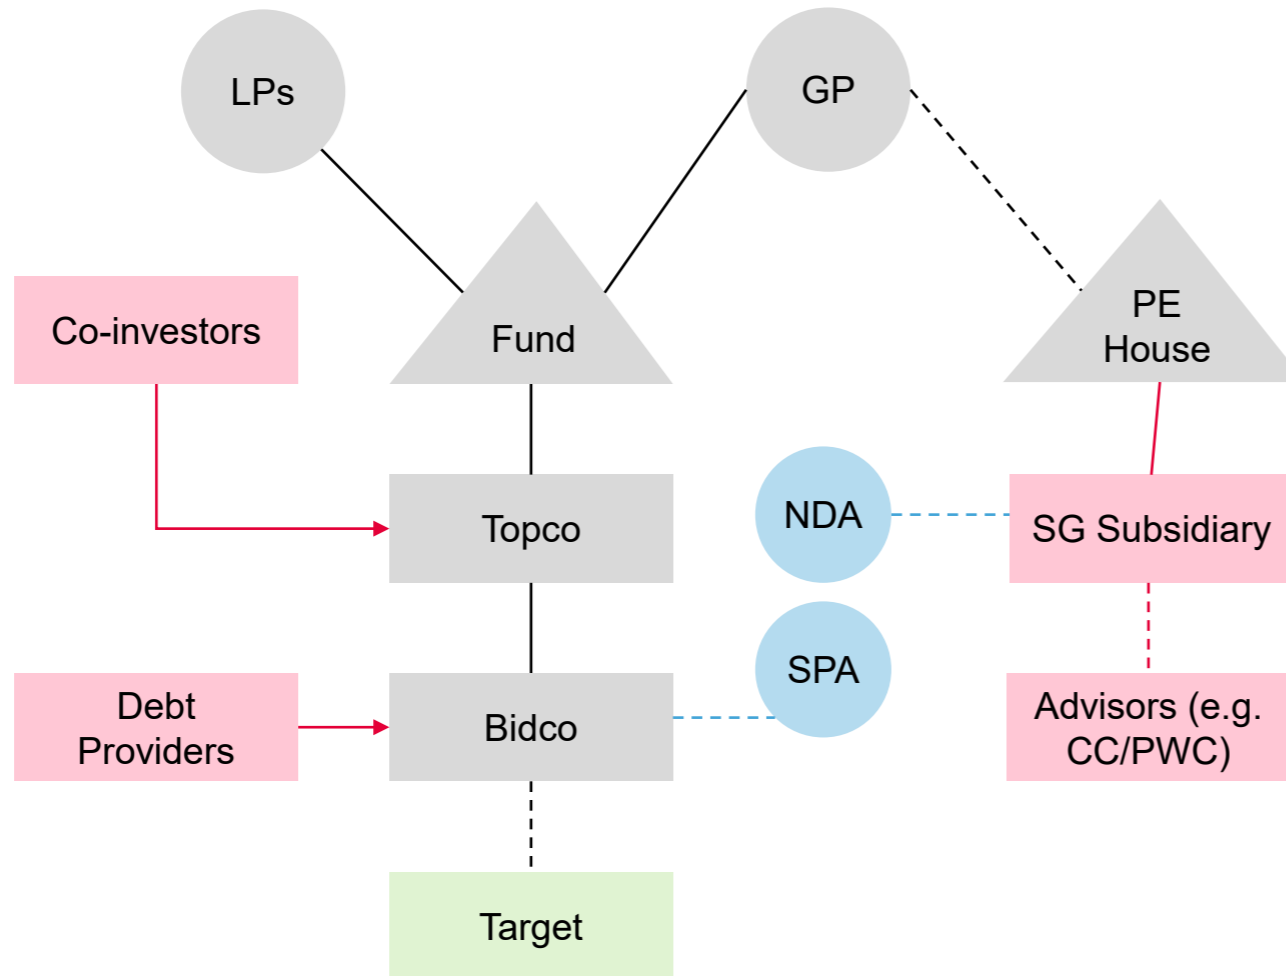 LPs
GP
Co-investors
Fund
PE
House
Topco
NDA
SG Subsidiary
SPA
Debt
Providers
Bidco
Advisors (e.g.
CC/PWC)
Target